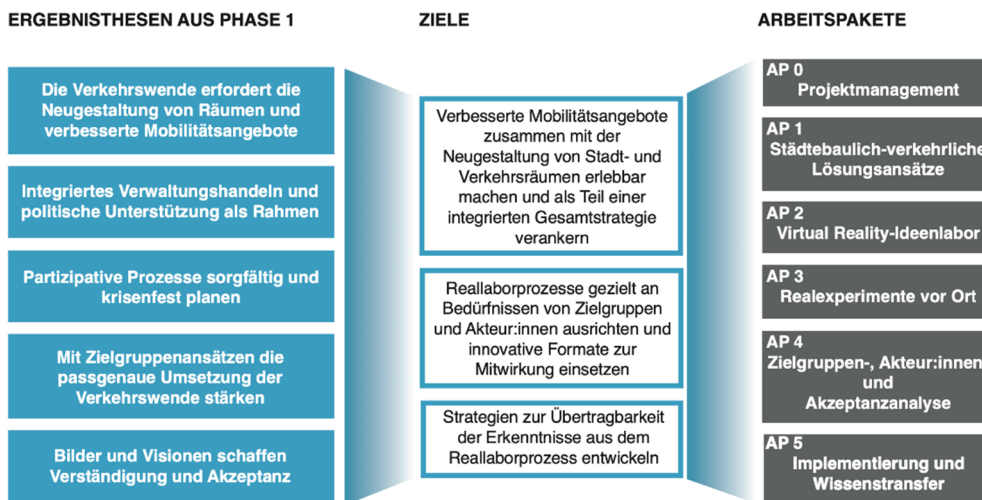 ERGEBNISTHESEN AUS PHASE 1
Die Verkehrswende erfordert die
Neugestaltung von Räumen und
verbesserte Mobilitätsangebote
Integriertes Verwaltungshandeln und
politische Unterstützung als Rahmen
Partizipative Prozesse sorgfältig und
krisenfest planen
Mit Zielgruppenansätzen die
passgenaue Umsetzung der
Verkehrswende stärken
Bilder und Visionen schaffen
Verständigung und Akzeptanz
ZIELE
Verbesserte Mobilitätsangebote
zusammen mit der
Neugestaltung von Stadt- und
Verkehrsräumen erlebbar
machen und als Teil einer
integrierten Gesamtstrategie
verankern
Reallaborprozesse gezielt an
Bedürfnissen von Zielgruppen
und Akteur:innen ausrichten und
innovative Formate zur
Mitwirkung einsetzen
Strategien zur Übertragbarkeit
der Erkenntnisse aus dem
Reallaborprozess entwickeln
ARBEITSPAKETE
AP 0
Projektmanagement
AP 1
Städtebaulich-verkehrliche
Lösungsansätze
AP 2
Virtual Reality-Ideenlabor
AP 3
Realexperimente vor Ort
AP 4
Zielgruppen-, Akteur:innen
und
Akzeptanzanalyse
AP 5
Implementierung und
Wissenstransfer